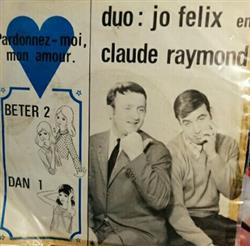 duo: jo felix en
claude raymond
Pardonnez-moi,
mon amour.
BETER 2
DAN 1